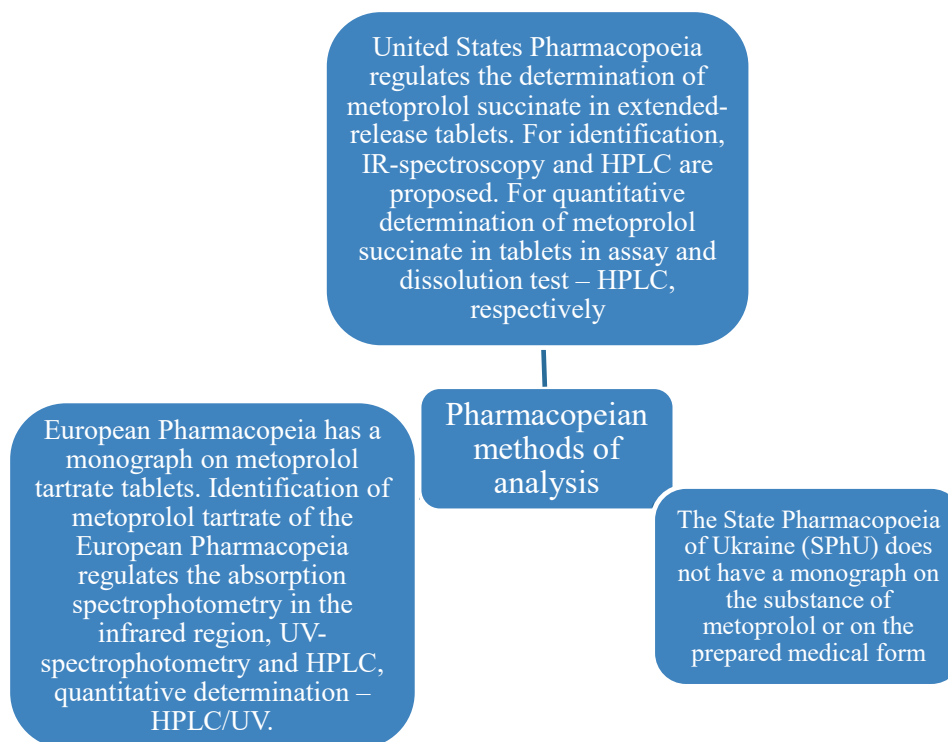 United States Pharmacopoeia
regulates the determination of
metoprolol succinate in extended-
release tablets. For identification,
IR-spectroscopy and HPLC are
proposed. For quantitative
determination of metoprolol
succinate in tablets in assay and
dissolution test – HPLC,
respectively
Pharmacopeian
methods of
analysis
European Pharmacopeia has a
monograph on metoprolol
tartrate tablets. Identification of
metoprolol tartrate of the
European Pharmacopeia
regulates the absorption
spectrophotometry in the
infrared region, UV-
spectrophotometry and HPLC,
quantitative determination –
HPLC/UV.
The State Pharmacopoeia
of Ukraine (SPhU) does
not have a monograph on
the substance of
metoprolol or on the
prepared medical form